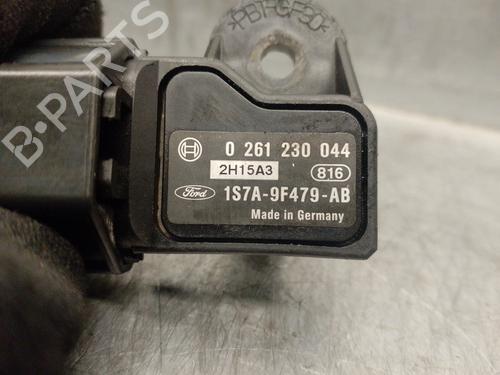 >PBT-GF30<
0 261 230 044
2H15A3
816
Ford
1S7A-9F479-AB
Made in Germany
B-PARTS